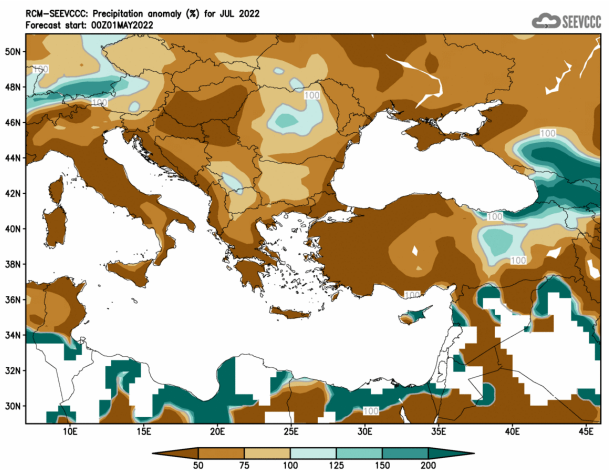 RCM-SEEVCCC: Precipitation anomaly (%) for JUL 2022
Forecast start: 00Z01MAY2022
SEEVCCC
50N
48N
46N
44N
42N
40N
38N
36N
34N
32N
30N
100
100
100
100
100
100
100
100
10E
15E
20E
25E
30E
35E
40E
45E
50
75
100
125
150
200